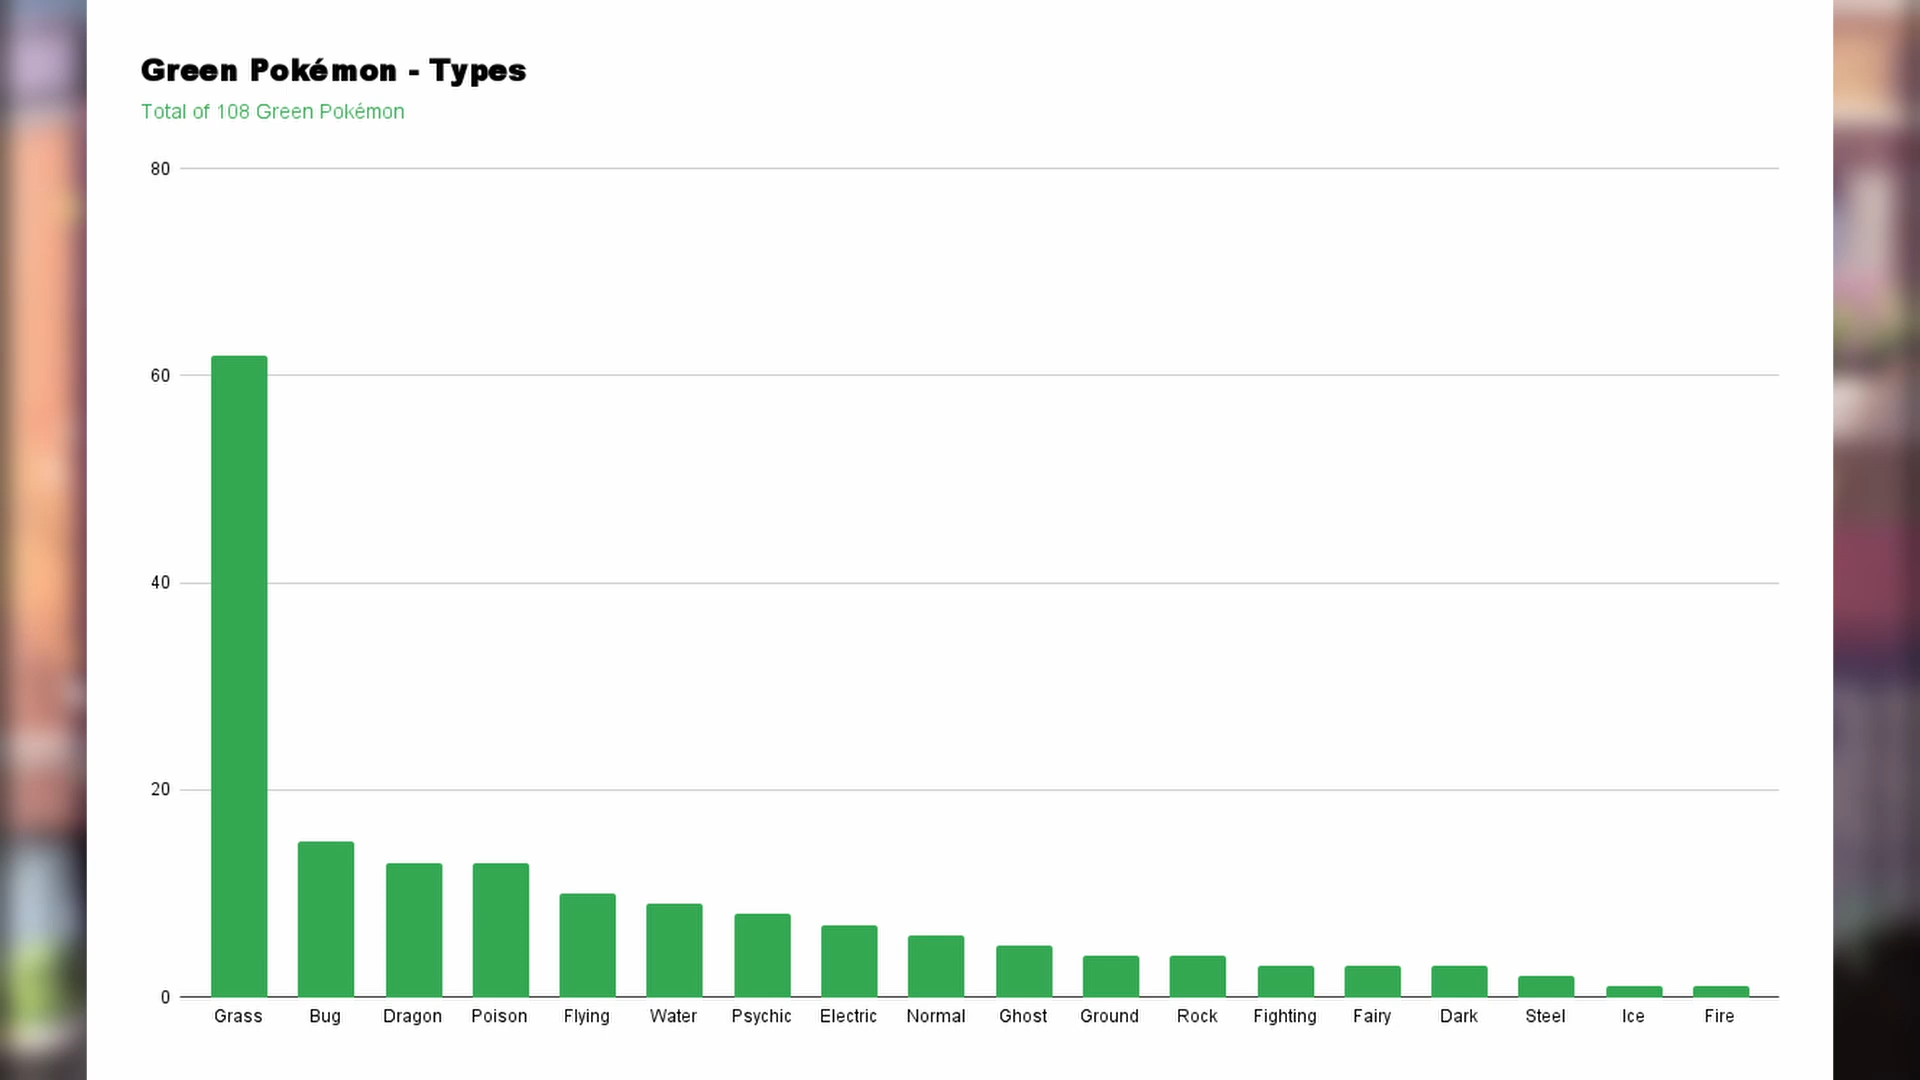 Green Pokémon - Types
Total of 108 Green Pokémon
80
60
40
20
0
Grass Bug Dragon Poison Flying Water Psychic Electric Normal Ghost Ground Rock Fighting Fairy Dark Steel Ice Fire